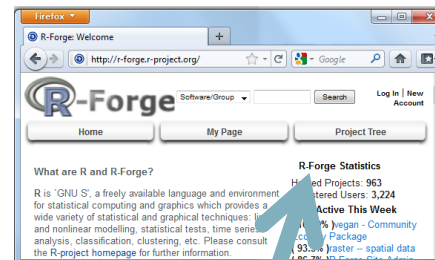 Firefox
R-Forge: Welcome
http://r-forge.r-project.org/
Google
R-Forge
Software/Group
Search
Log In | New
Account
Home
My Page
Project Tree
What are R and R-Forge?
R is `GNU S', a freely available language and environment
for statistical computing and graphics which provides a
wide variety of statistical and graphical techniques:
and nonlinear modelling, statistical tests, time series
analysis, classification, clustering, etc. Please consult
the R-project homepage for further information.
R-Forge Statistics
Projects: 963
Users: 3,224
Active This Week
)vegan - Community
Package
( 93.3% )raster -- spatial data